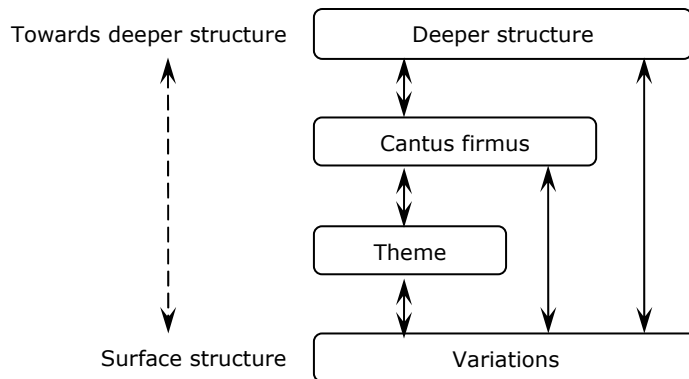 Towards deeper structure
Deeper structure
Cantus firmus
Theme
Surface structure
Variations